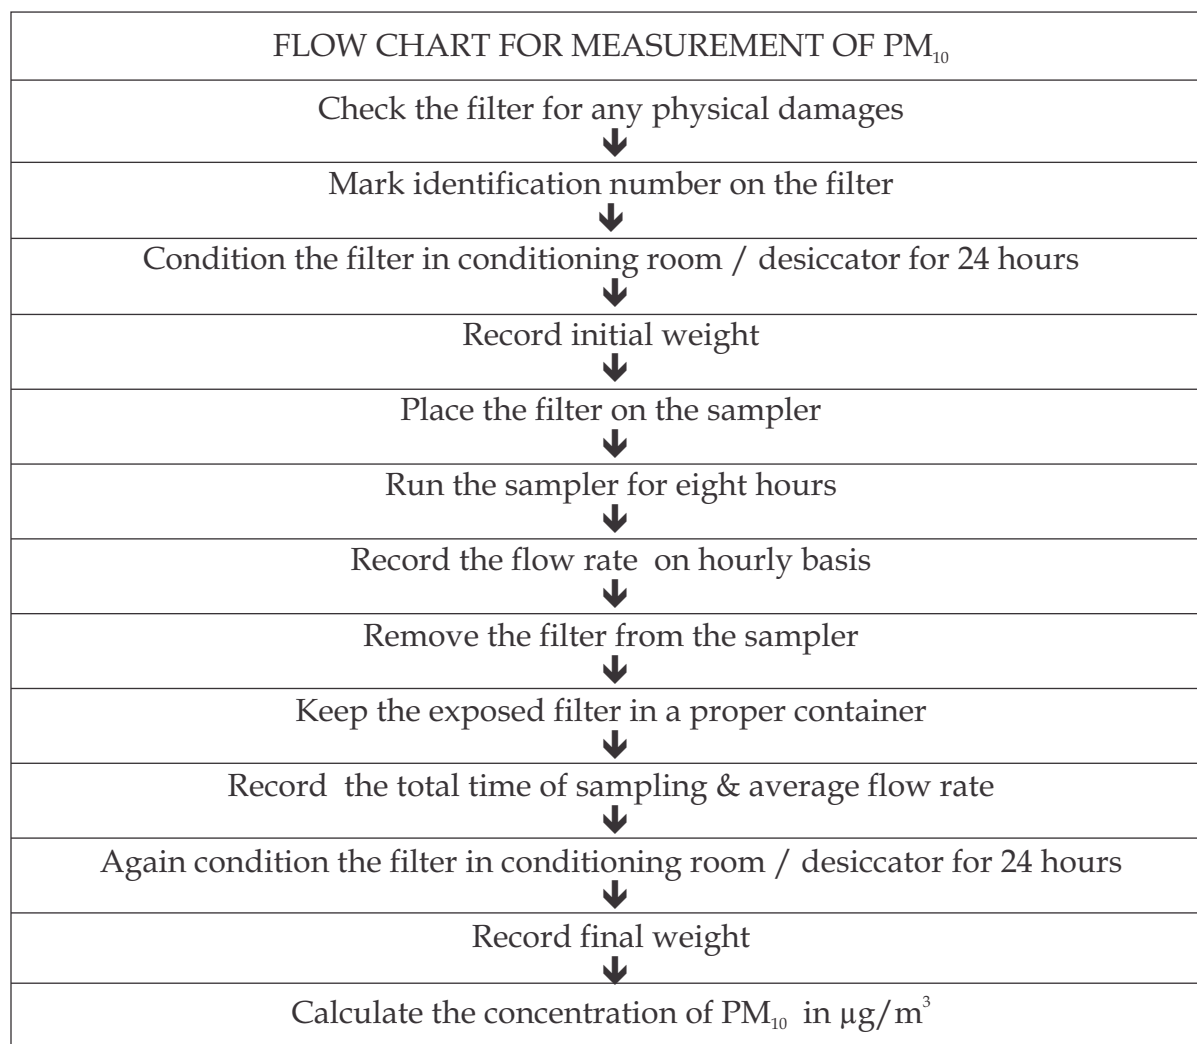 FLOW CHART FOR MEASUREMENT OF PM₁₀
Check the filter for any physical damages
Mark identification number on the filter
Condition the filter in conditioning room / desiccator for 24 hours
Record initial weight
Place the filter on the sampler
Run the sampler for eight hours
Record the flow rate on hourly basis
Remove the filter from the sampler
Keep the exposed filter in a proper container
Record the total time of sampling & average flow rate
Again condition the filter in conditioning room / desiccator for 24 hours
Record final weight
Calculate the concentration of PM₁₀ in µg/m³